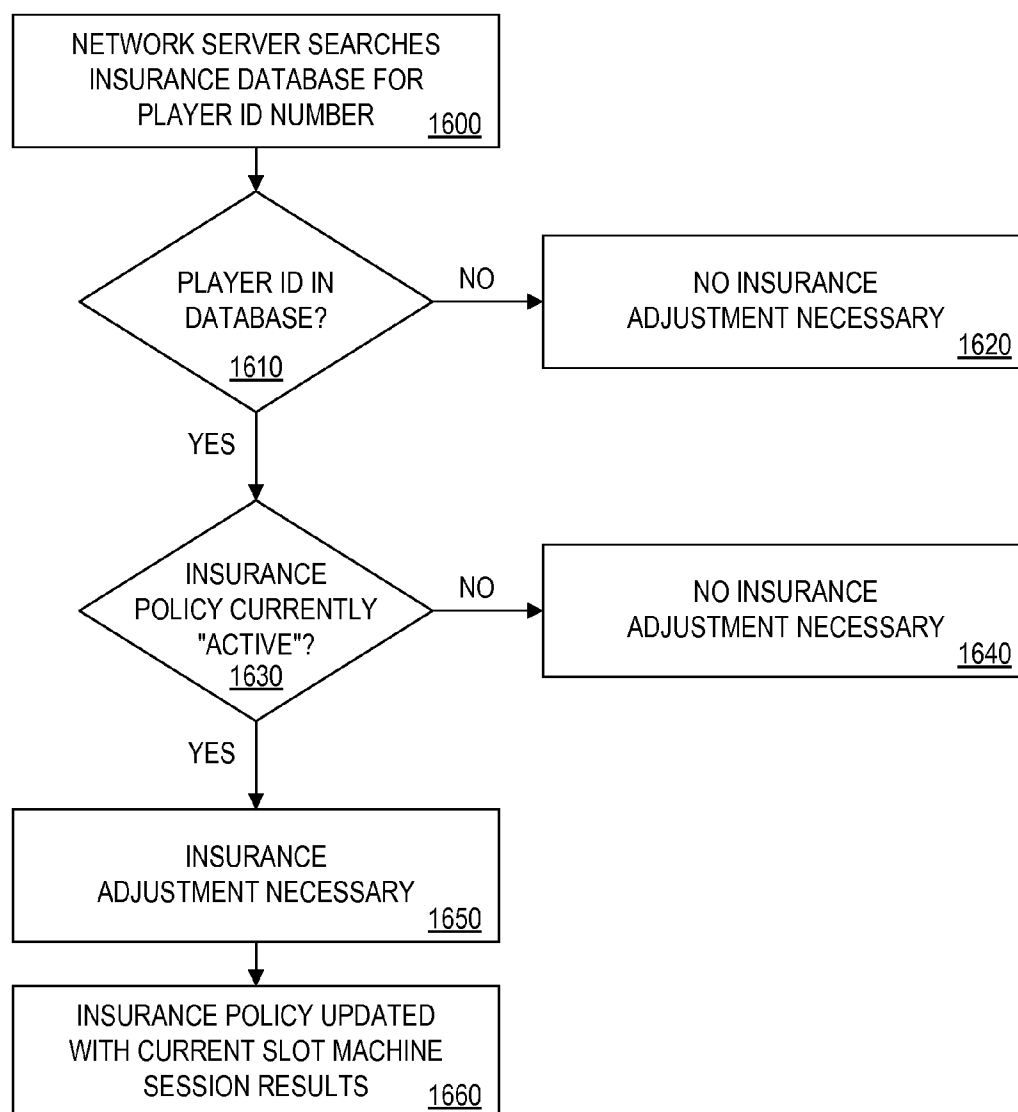 NETWORK SERVER SEARCHES
INSURANCE DATABASE FOR
PLAYER ID NUMBER
1600
PLAYER ID IN
DATABASE?
1610
NO
NO INSURANCE
ADJUSTMENT NECESSARY
1620
YES
INSURANCE
POLICY CURRENTLY
"ACTIVE"?
1630
NO
NO INSURANCE
ADJUSTMENT NECESSARY
1640
YES
INSURANCE
ADJUSTMENT NECESSARY
1650
INSURANCE POLICY UPDATED
WITH CURRENT SLOT MACHINE
SESSION RESULTS
1660